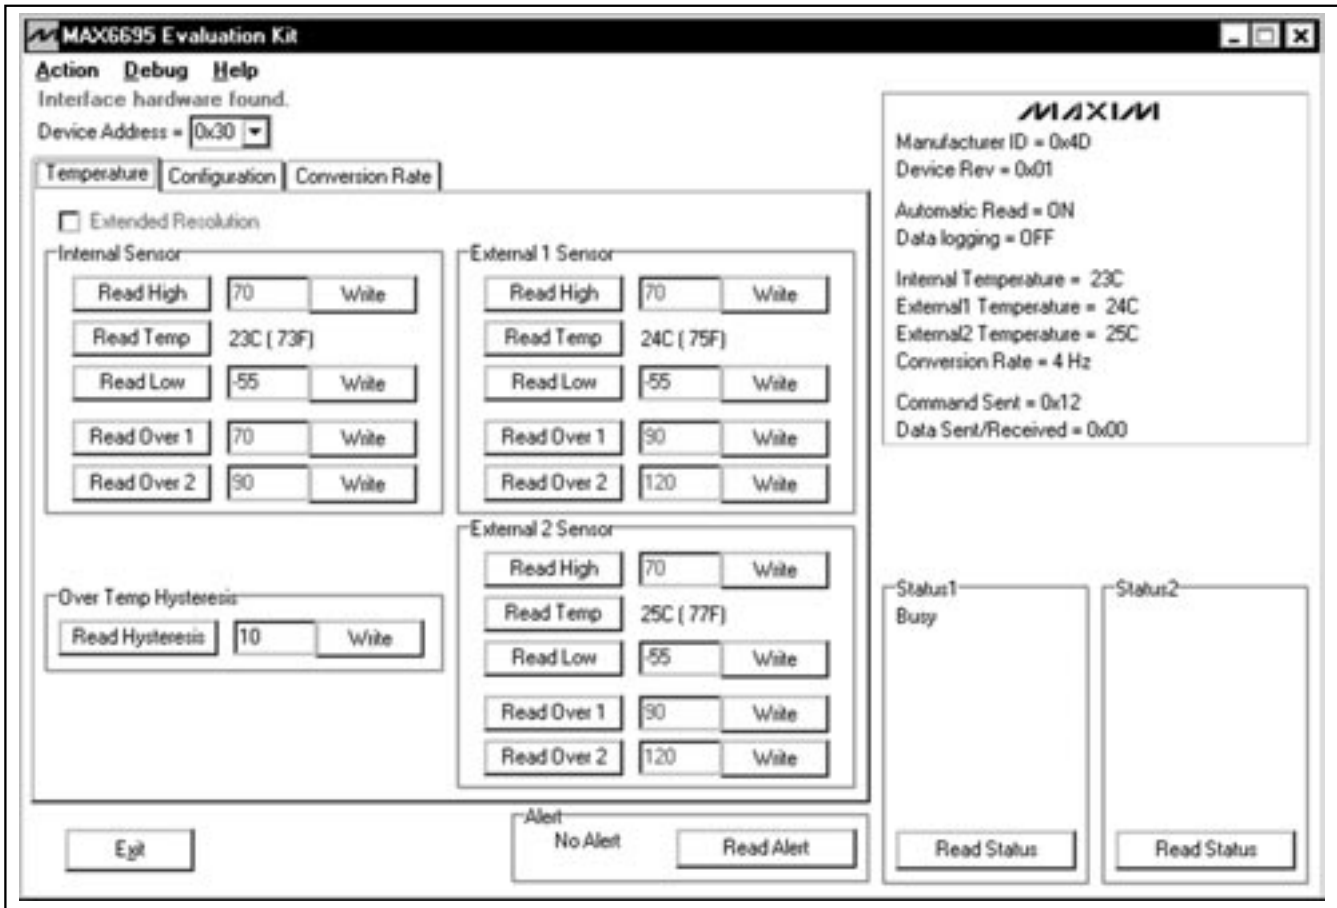 MAX6695 Evaluation Kit
Action Debug Help
Interface hardware found.
Device Address = 0x30
Temperature Configuration Conversion Rate
Extended Resolution
Internal Sensor
Read High 70 Write
Read Temp 23C ( 73F)
Read Low -55 Write
Read Over 1 70 Write
Read Over 2 90 Write
Over Temp Hysteresis
Read Hysteresis 10 Write
External 1 Sensor
Read High 70 Write
Read Temp 24C ( 75F)
Read Low -55 Write
Read Over 1 90 Write
Read Over 2 120 Write
External 2 Sensor
Read High 70 Write
Read Temp 25C ( 77F)
Read Low -55 Write
Read Over 1 90 Write
Read Over 2 120 Write
Exit
Alert
No Alert Read Alert
MAXIM
Manufacturer ID = 0x4D
Device Rev = 0x01
Automatic Read = ON
Data logging = OFF
Internal Temperature = 23C
External1 Temperature = 24C
External2 Temperature = 25C
Conversion Rate = 4 Hz
Command Sent = 0x12
Data Sent/Received = 0x00
Status1
Busy
Read Status
Status2
Read Status